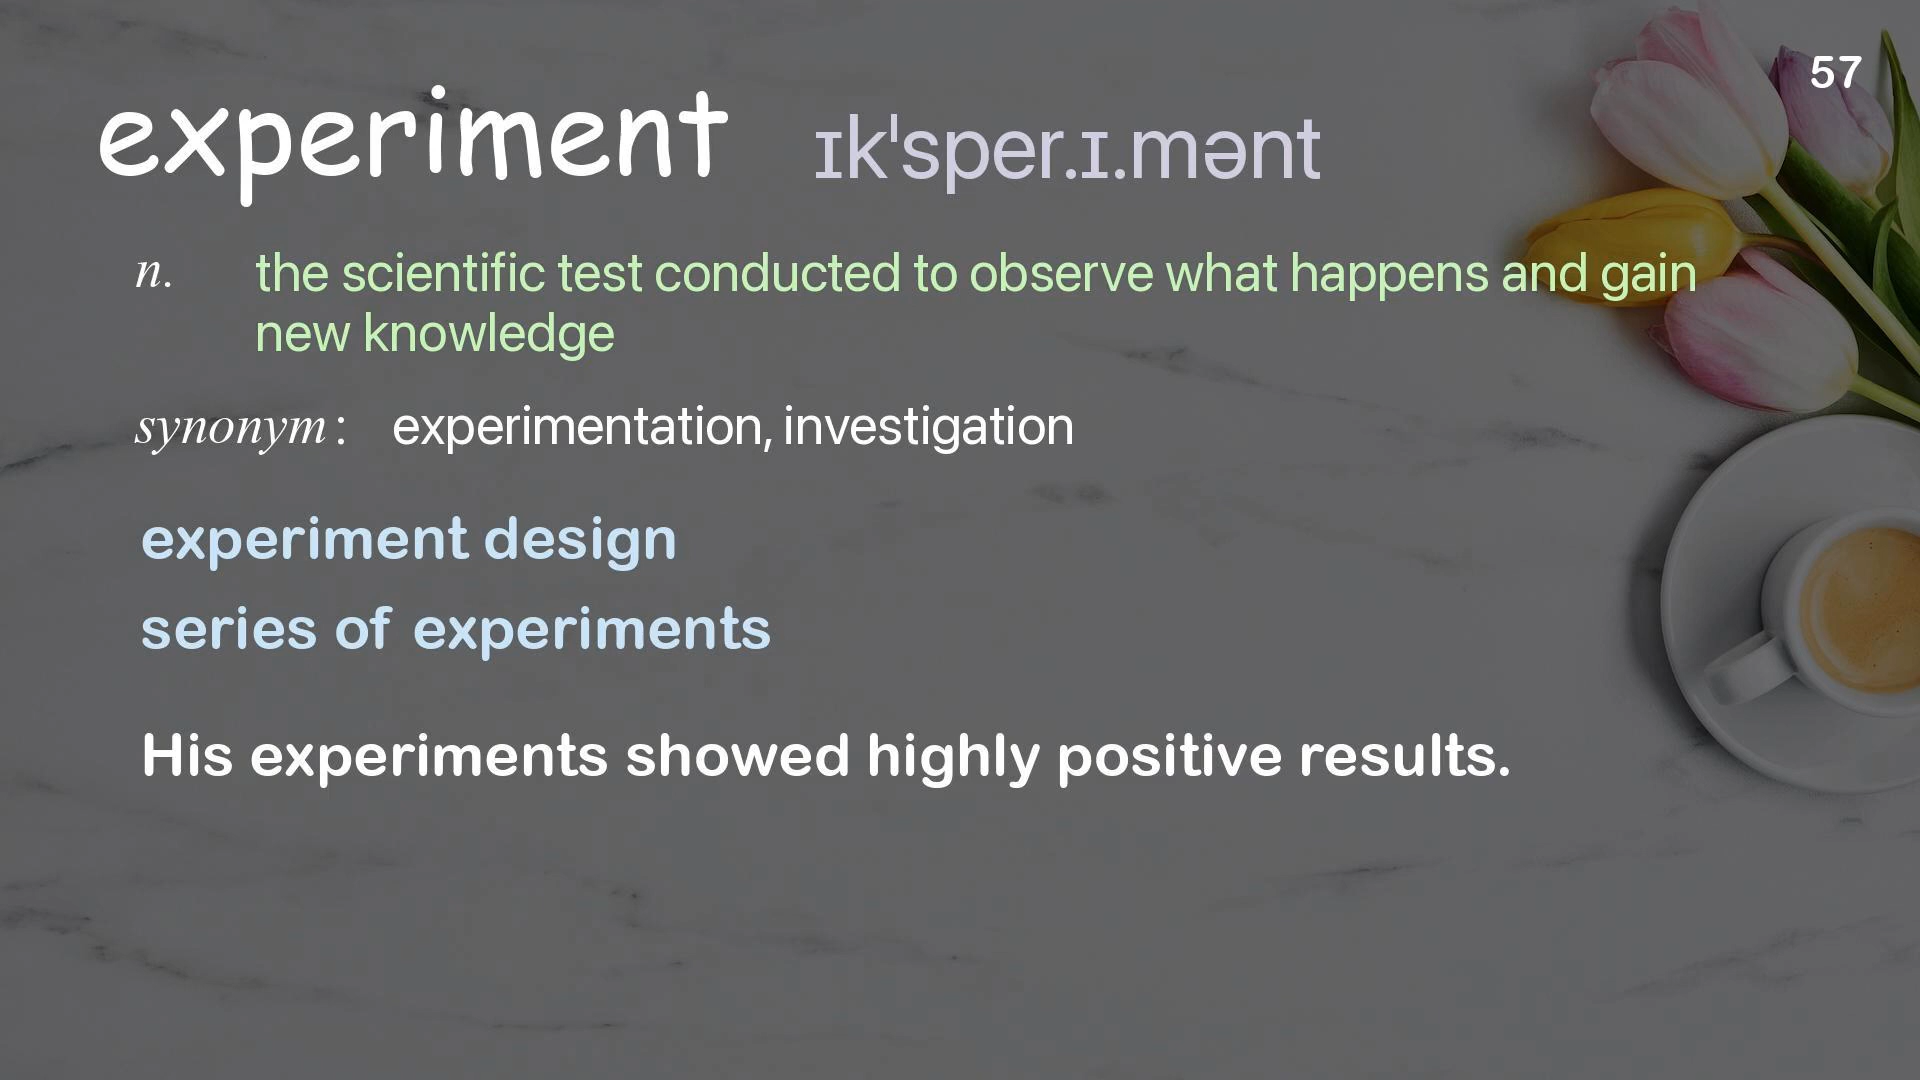 57
experiment ɪkˈsper.ɪ.mənt
n. the scientific test conducted to observe what happens and gain
new knowledge
synonym: experimentation, investigation
experiment design
series of experiments
His experiments showed highly positive results.